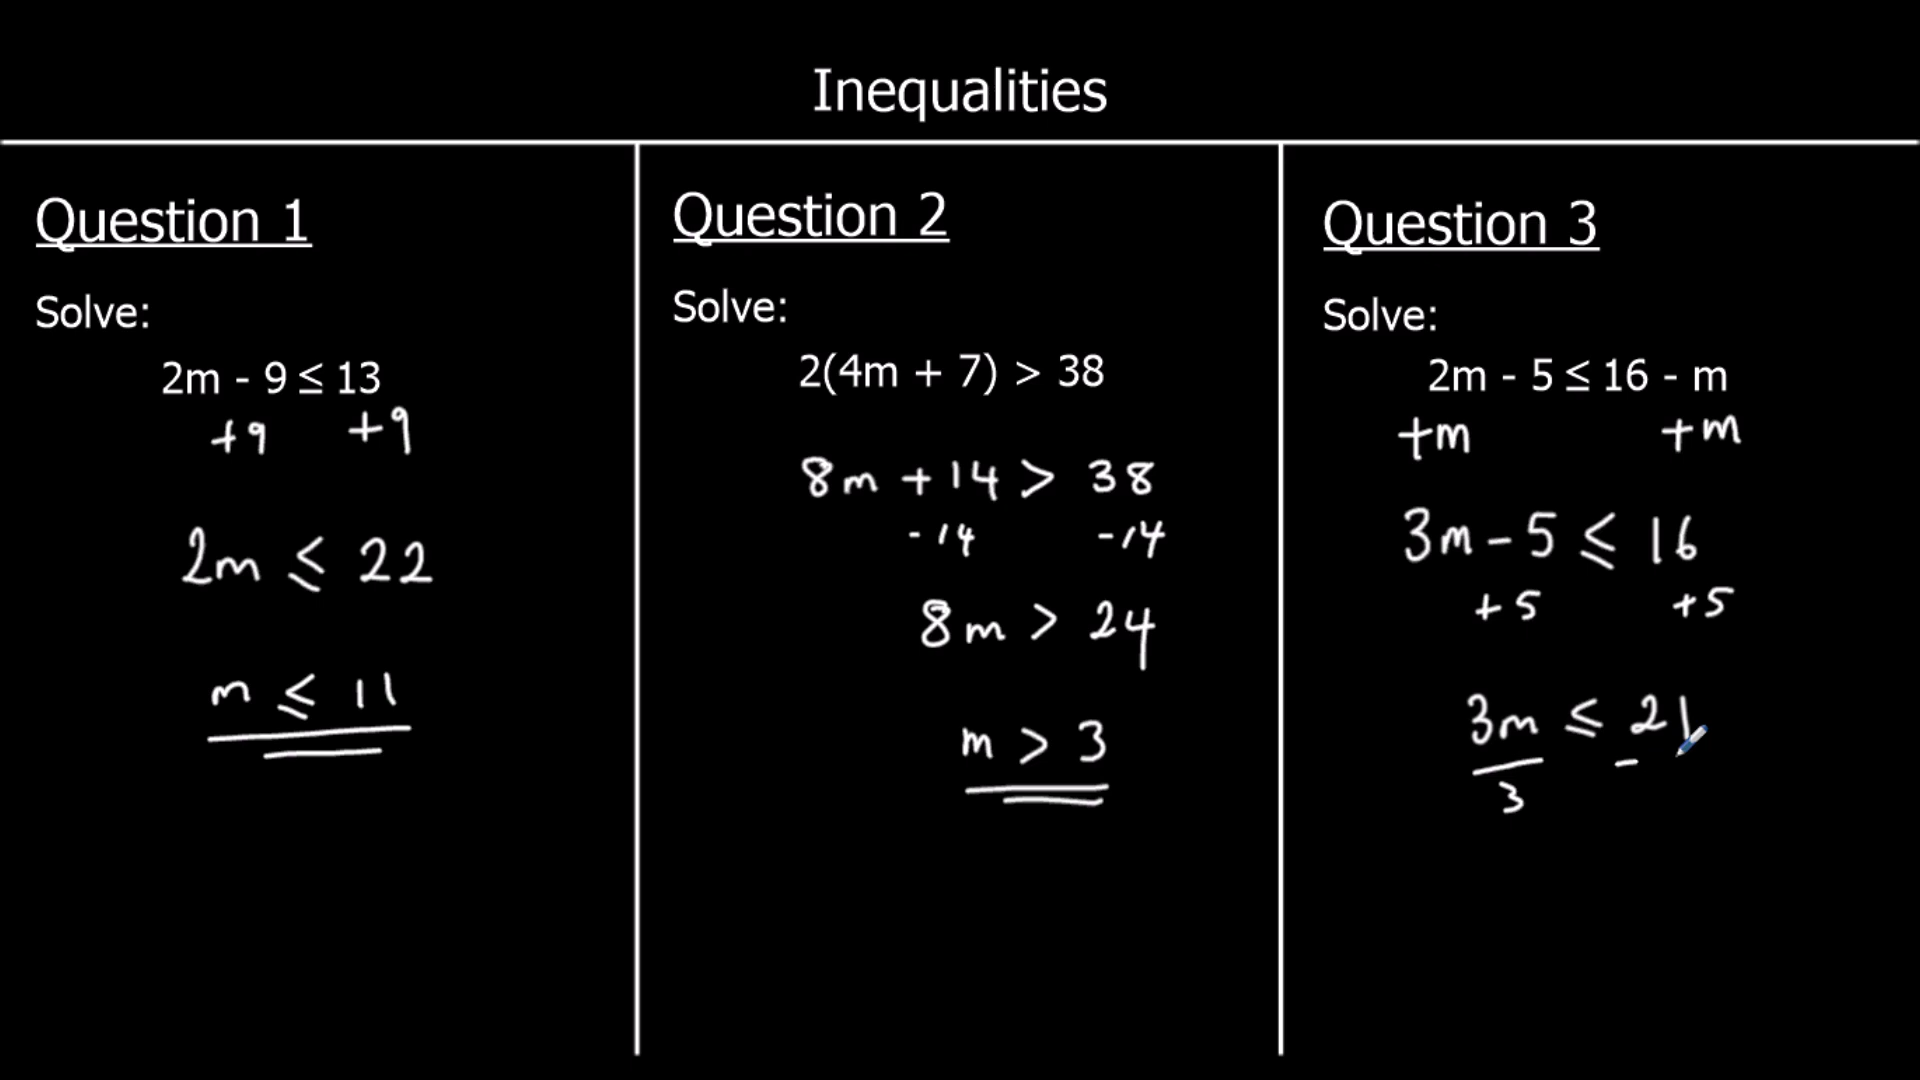 Inequalities
Question 1
Solve:
2m - 9 ≤ 13
+9 +9
2m ≤ 22
m ≤ 11
Question 2
Solve:
2(4m + 7) > 38
8m + 14 > 38
-14 -14
8m > 24
m > 3
Question 3
Solve:
2m - 5 ≤ 16 - m
+m +m
3m - 5 ≤ 16
+5 +5
3m ≤ 21
3